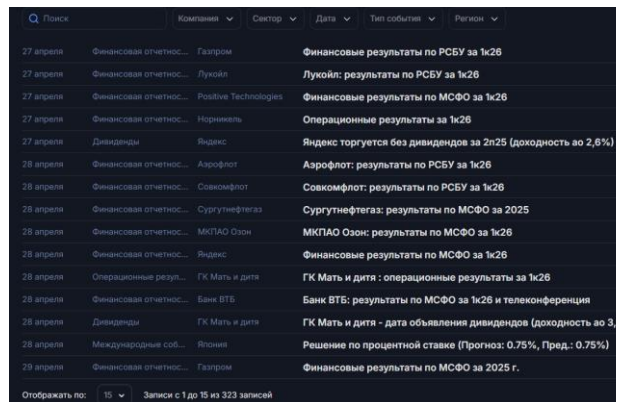 Поиск Компания Сектор Дата Тип события Регион
27 апреля Финансовая отчетнос... Газпром Финансовые результаты по РСБУ за 1к26
27 апреля Финансовая отчетнос... Лукойл Лукойл: результаты по РСБУ за 1к26
27 апреля Финансовая отчетнос... Positive Technologies Финансовые результаты по МСФО за 1к26
27 апреля Финансовая отчетнос... Норникель Операционные результаты за 1к26
27 апреля Дивиденды Яндекс Яндекс торгуется без дивидендов за 2п25 (доходность ао 2,6%)
28 апреля Финансовая отчетнос... Аэрофлот Аэрофлот: результаты по РСБУ за 1к26
28 апреля Финансовая отчетнос... Совкомфлот Совкомфлот: результаты по РСБУ за 1к26
28 апреля Финансовая отчетнос... Сургутнефтегаз Сургутнефтегаз: результаты по МСФО за 2025
28 апреля Финансовая отчетнос... МКПАО Озон МКПАО Озон: результаты по МСФО за 1к26
28 апреля Финансовая отчетнос... Яндекс Финансовые результаты по МСФО за 1к26
28 апреля Операционные резул... ГК Мать и дитя ГК Мать и дитя : операционные результаты за 1к26
28 апреля Финансовая отчетнос... Банк ВТБ Банк ВТБ: результаты по МСФО за 1к26 и телеконференция
28 апреля Дивиденды ГК Мать и дитя ГК Мать и дитя - дата объявления дивидендов (доходность ао 3,
28 апреля Международные соб... Япония Решение по процентной ставке (Прогноз: 0.75%, Пред.: 0.75%)
29 апреля Финансовая отчетнос... Газпром Финансовые результаты по МСФО за 2025 г.
Отображать по: 15 Записи с 1 до 15 из 323 записей